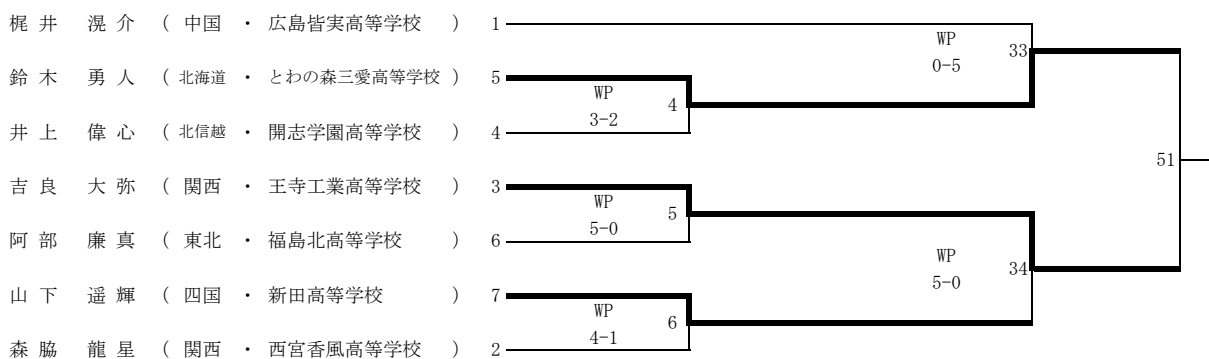 梶井 滉介 ( 中国 ・ 広島皆実高等学校 ) 1
WP 33
0-5
鈴木 勇人 ( 北海道 ・ とわの森三愛高等学校 ) 5
WP 4
3-2
井上 偉心 ( 北信越 ・ 開志学園高等学校 ) 4
51
吉良 大弥 ( 関西 ・ 王寺工業高等学校 ) 3
WP 5
5-0
阿部 廉真 ( 東北 ・ 福島北高等学校 ) 6
WP 34
5-0
山下 遥輝 ( 四国 ・ 新田高等学校 ) 7
WP 6
4-1
森脇 龍星 ( 関西 ・ 西宮香風高等学校 ) 2